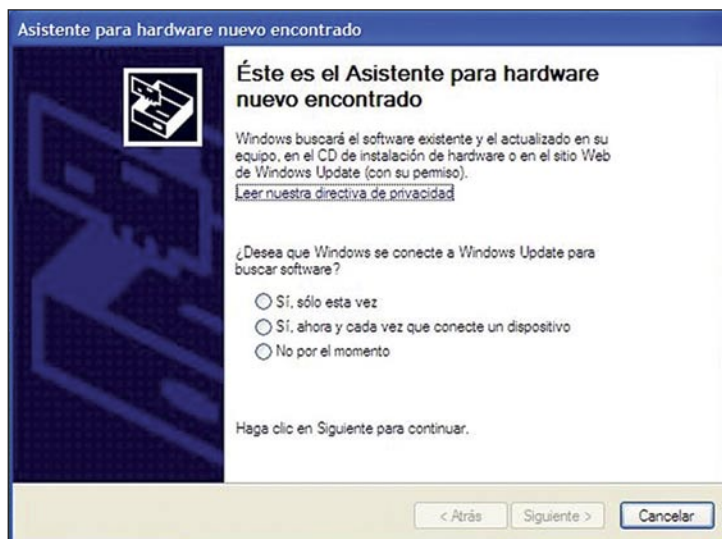 Asistente para hardware nuevo encontrado
Éste es el Asistente para hardware
nuevo encontrado
Windows buscará el software existente y el actualizado en su
equipo, en el CD de instalación de hardware o en el sitio Web
de Windows Update (con su permiso).
Leer nuestra directiva de privacidad
¿Desea que Windows se conecte a Windows Update para
buscar software?
Sí, sólo esta vez
Sí, ahora y cada vez que conecte un dispositivo
No por el momento
Haga clic en Siguiente para continuar.
< Atrás Siguiente > Cancelar